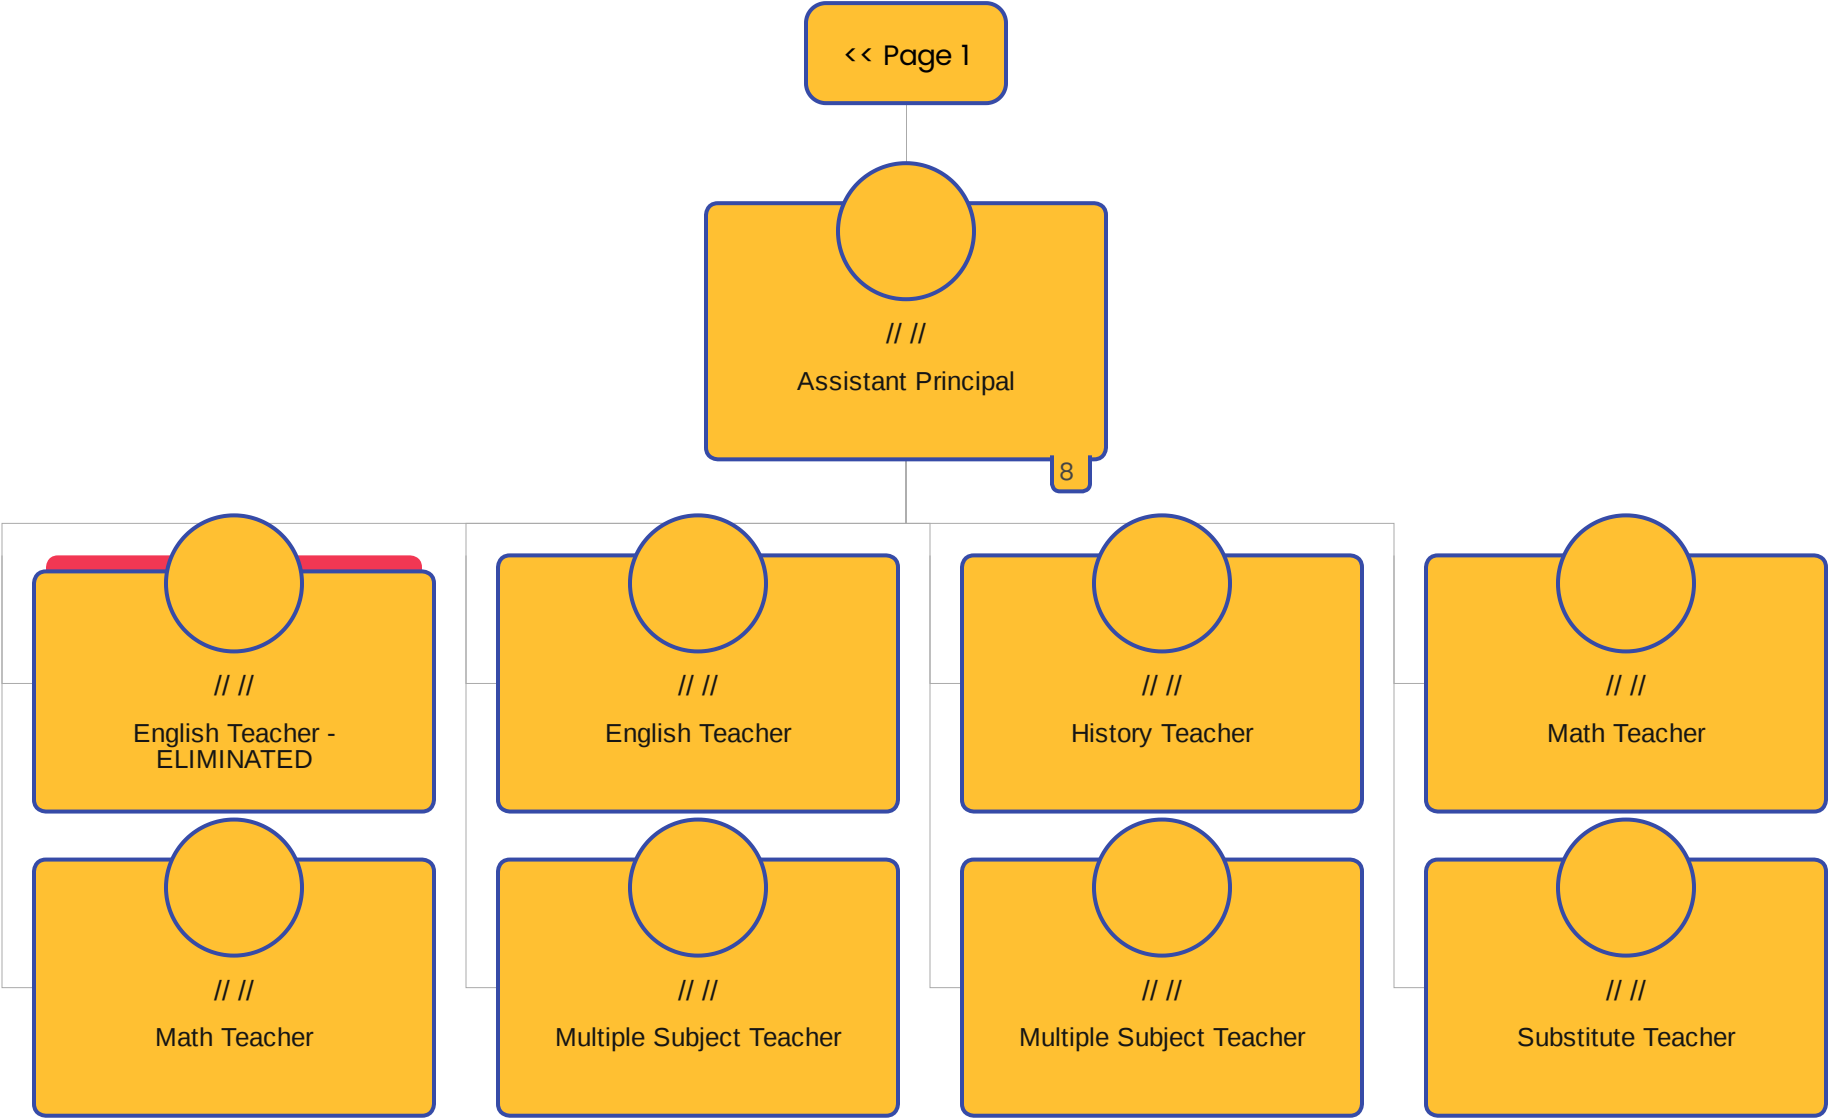 << Page 1
// //
Assistant Principal
8
// //
English Teacher -
ELIMINATED
// //
English Teacher
// //
History Teacher
// //
Math Teacher
// //
Math Teacher
// //
Multiple Subject Teacher
// //
Multiple Subject Teacher
// //
Substitute Teacher